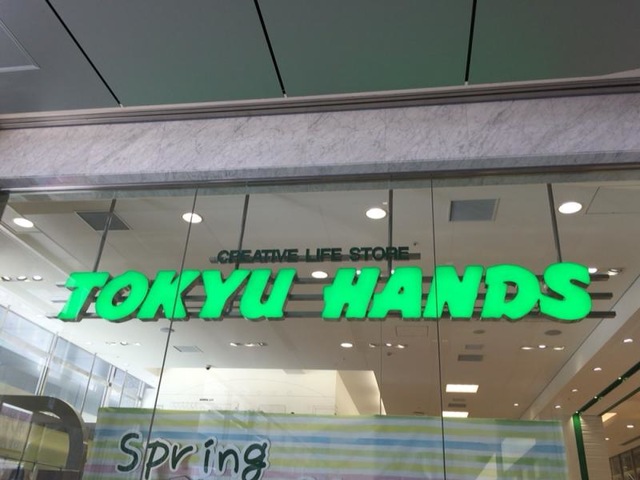 CREATIVE LIFE STORE
TOKYU HANDS
Spring